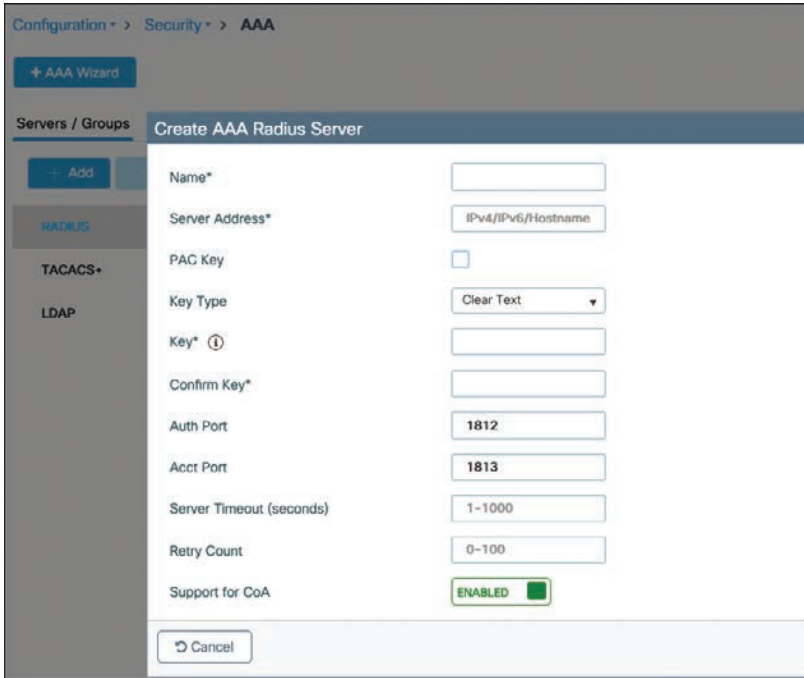 Configuration > Security > AAA
+ AAA Wizard
Servers / Groups
Create AAA Radius Server
+ Add
Name*
Server Address* IPv4/IPv6/Hostname
RADIUS
PAC Key
TACACS+
Key Type Clear Text
LDAP
Key* i
Confirm Key*
Auth Port 1812
Acct Port 1813
Server Timeout (seconds) 1-1000
Retry Count 0-100
Support for CoA ENABLED
Cancel